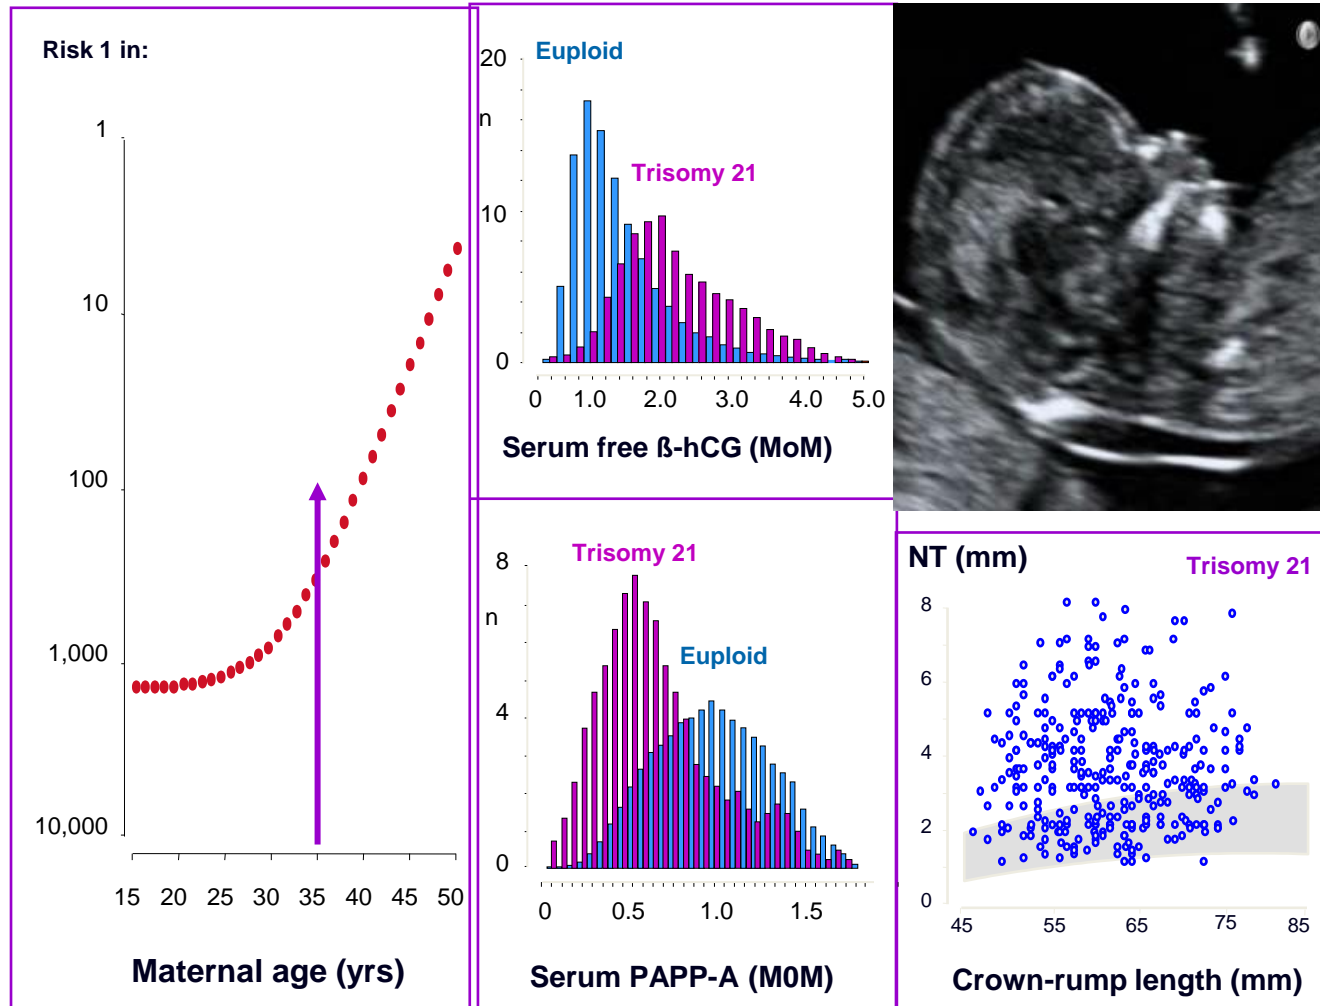 Risk 1 in:
1
10
100
1,000
10,000
15 20 25 30 35 40 45 50
Maternal age (yrs)
Euploid
20
n
Trisomy 21
10
0
0 1.0 2.0 3.0 4.0 5.0
Serum free ß-hCG (MoM)
Trisomy 21
8
n
Euploid
4
0
0 0.5 1.0 1.5
Serum PAPP-A (M0M)
NT (mm)
Trisomy 21
8
6
4
2
0
45 55 65 75 85
Crown-rump length (mm)